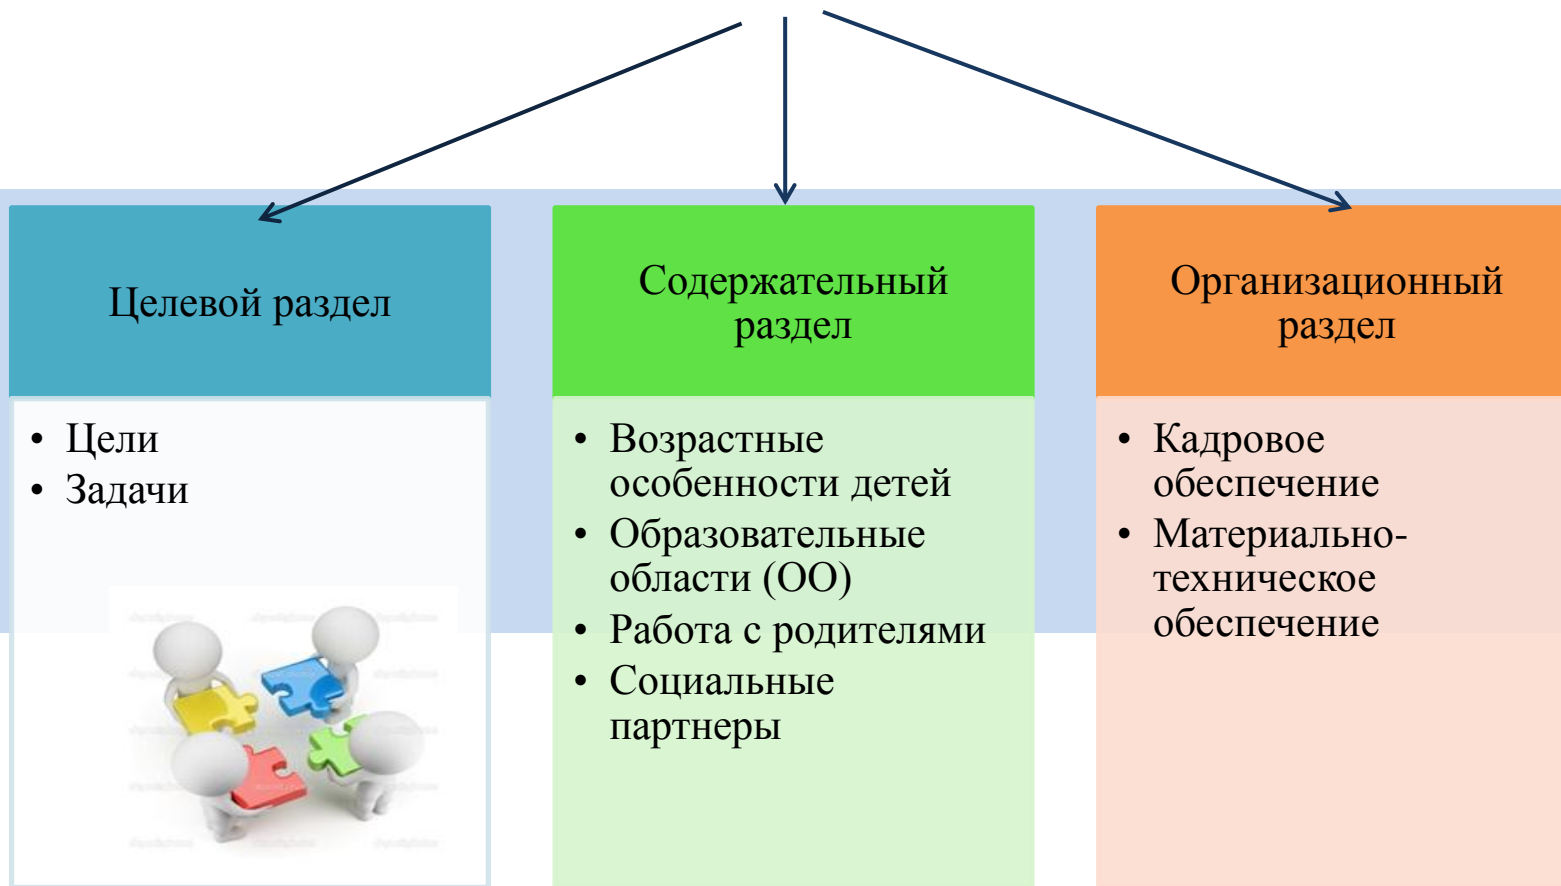 Целевой раздел
• Цели
• Задачи
Содержательный
раздел
• Возрастные
особенности детей
• Образовательные
области (ОО)
• Работа с родителями
• Социальные
партнеры
Организационный
раздел
• Кадровое
обеспечение
• Материально-
техническое
обеспечение